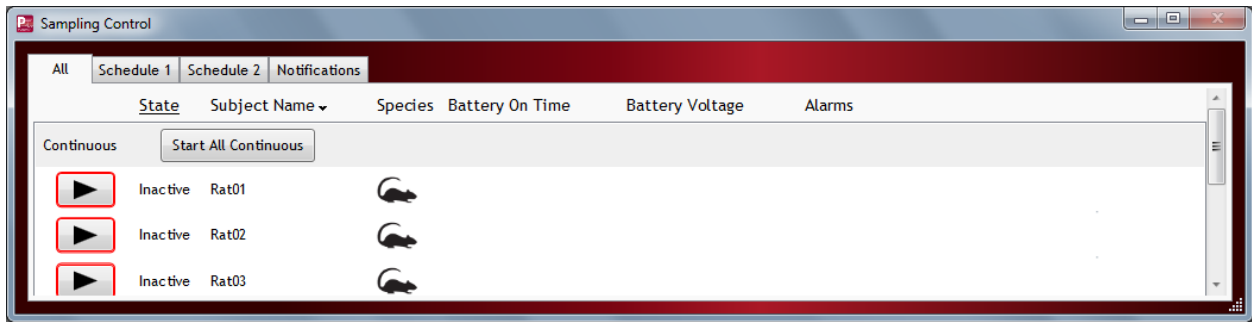 Sampling Control
All Schedule 1 Schedule 2 Notifications
State Subject Name Species Battery On Time Battery Voltage Alarms
Continuous Start All Continuous
Inactive Rat01
Inactive Rat02
Inactive Rat03